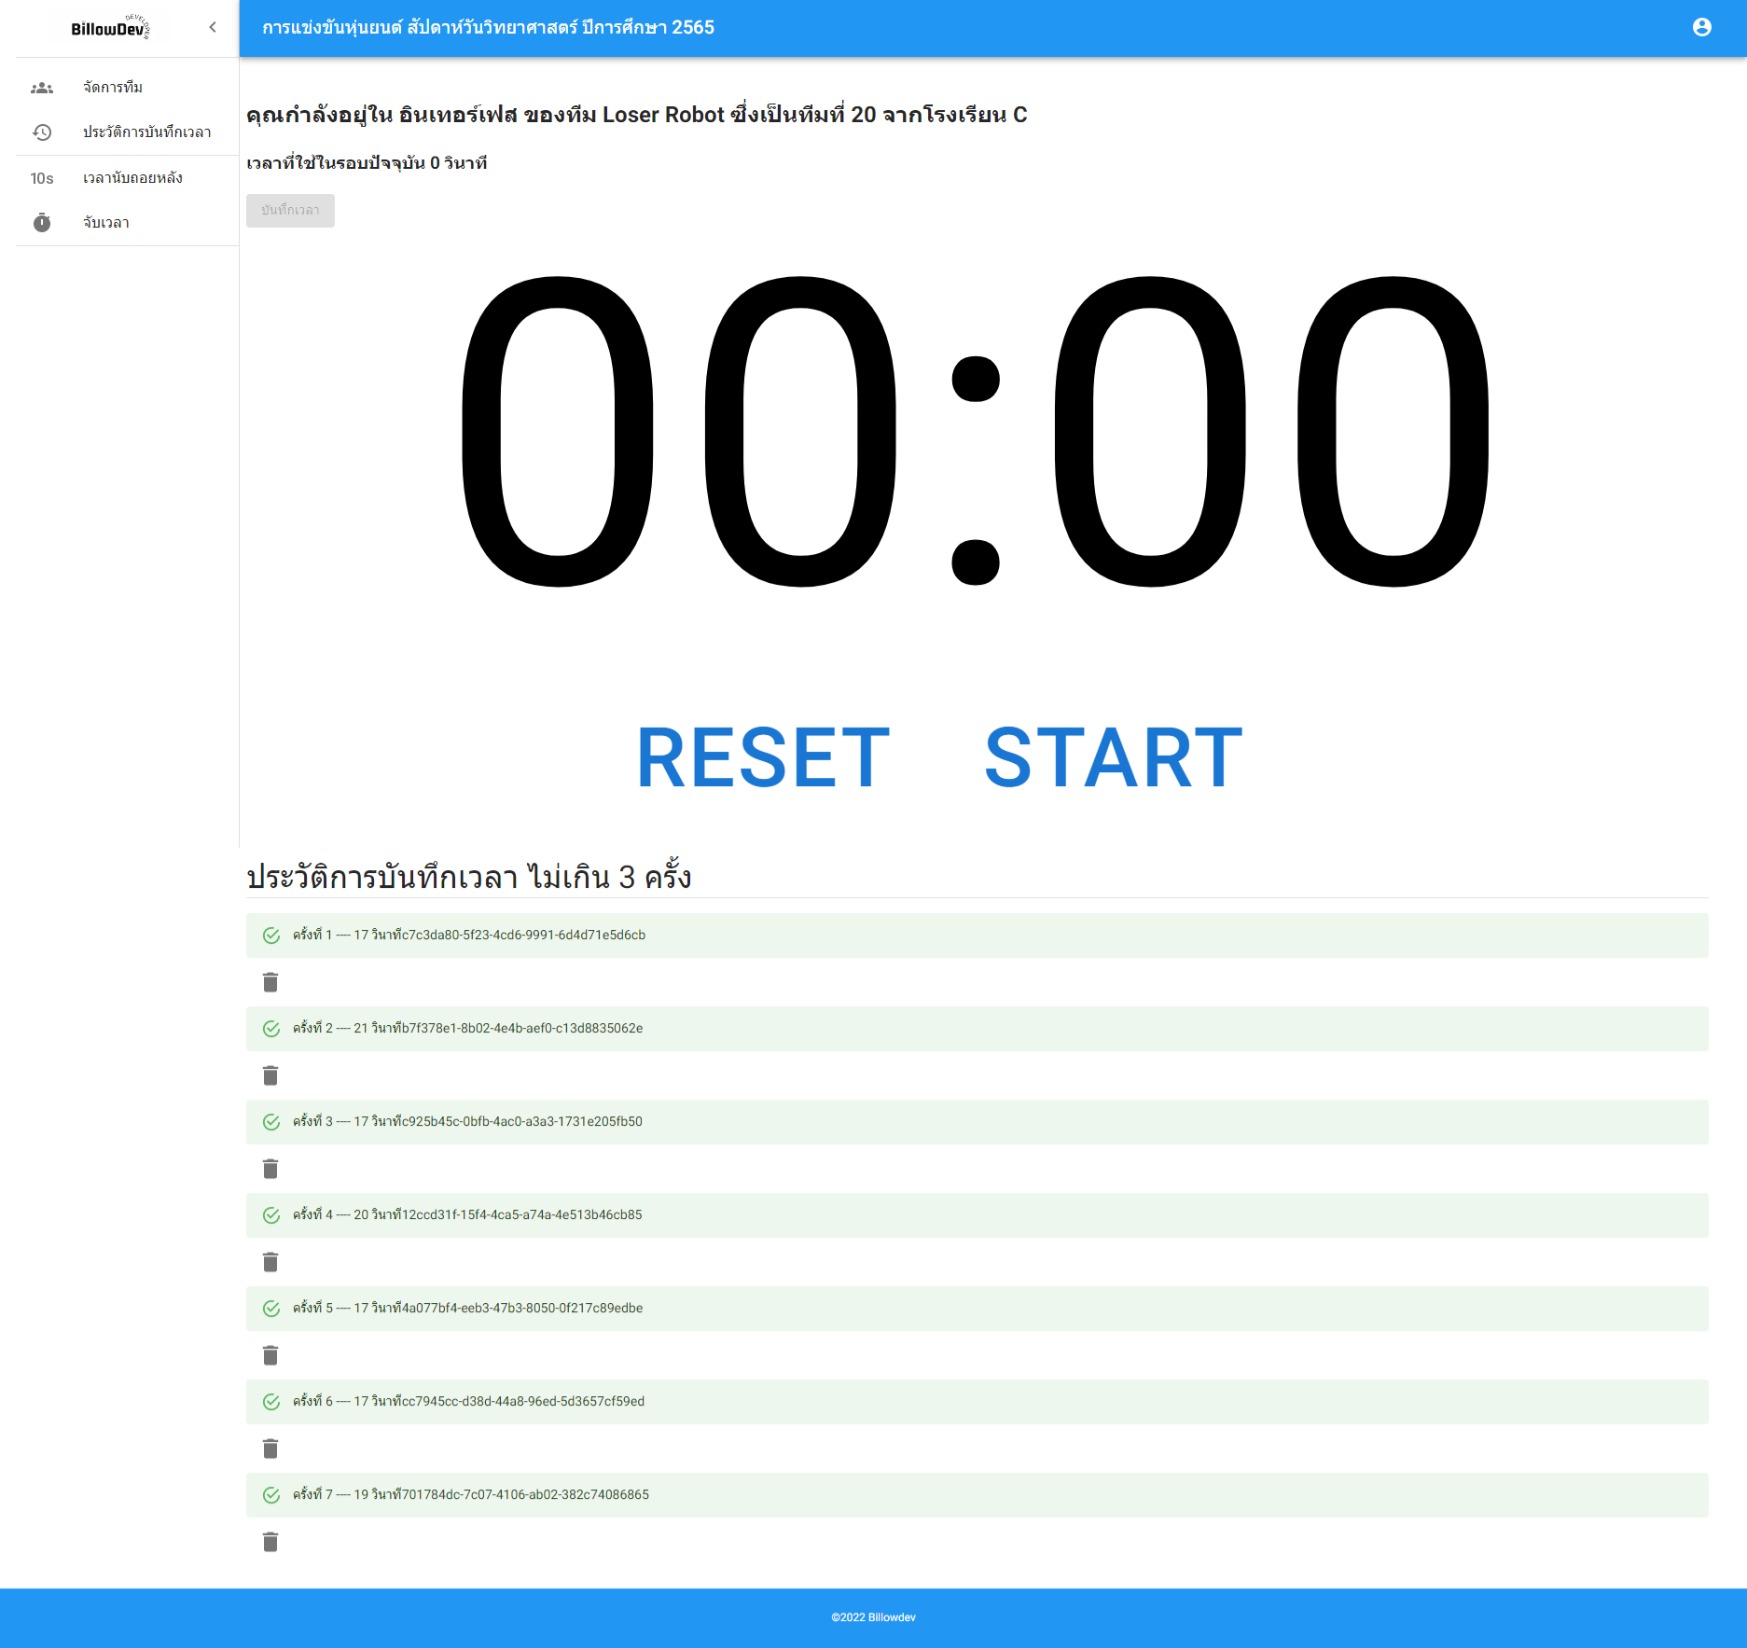 BillowDev
DEVELOPER
การแข่งขันหุ่นยนต์ สัปดาห์วันวิทยาศาสตร์ ปีการศึกษา 2565
จัดการทีม
ประวัติการบันทึกเวลา
10s เวลานับถอยหลัง
จับเวลา
คุณกำลังอยู่ใน อินเทอร์เฟส ของทีม Loser Robot ซึ่งเป็นทีมที่ 20 จากโรงเรียน C
เวลาที่ใช้ในรอบปัจจุบัน 0 วินาที
บันทึกเวลา
00:00
RESET START
ประวัติการบันทึกเวลา ไม่เกิน 3 ครั้ง
ครั้งที่ 1 ---- 17 วินาทีc7c3da80-5f23-4cd6-9991-6d4d71e5d6cb
ครั้งที่ 2 ---- 21 วินาทีb7f378e1-8b02-4e4b-aef0-c13d8835062e
ครั้งที่ 3 ---- 17 วินาทีc925b45c-0bfb-4ac0-a3a3-1731e205fb50
ครั้งที่ 4 ---- 20 วินาที12ccd31f-15f4-4ca5-a74a-4e513b46cb85
ครั้งที่ 5 ---- 17 วินาที4a077bf4-eeb3-47b3-8050-0f217c89edbe
ครั้งที่ 6 ---- 17 วินาทีcc7945cc-d38d-44a8-96ed-5d3657cf59ed
ครั้งที่ 7 ---- 19 วินาที701784dc-7c07-4106-ab02-382c74086865
©2022 Billowdev